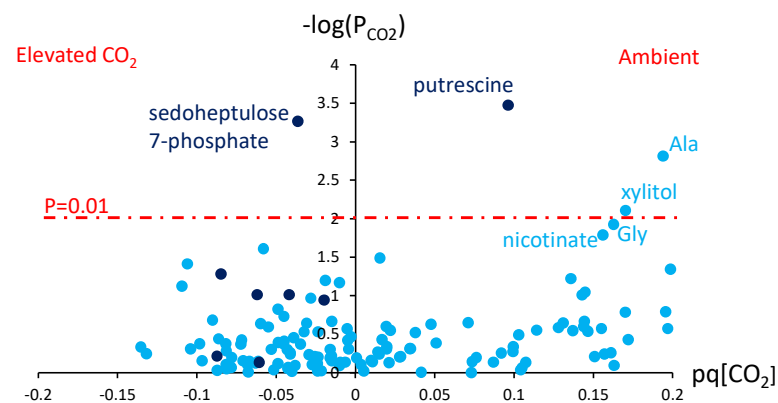 -log(P_CO2)
Elevated CO2
Ambient
4
putrescine
3.5
sedoheptulose
7-phosphate
3
Ala
2.5
xylitol
P=0.01
2
nicotinate
Gly
1.5
1
0.5
0
-0.2
-0.15
-0.1
-0.05
0
0.05
0.1
0.15
0.2
pq[CO2]